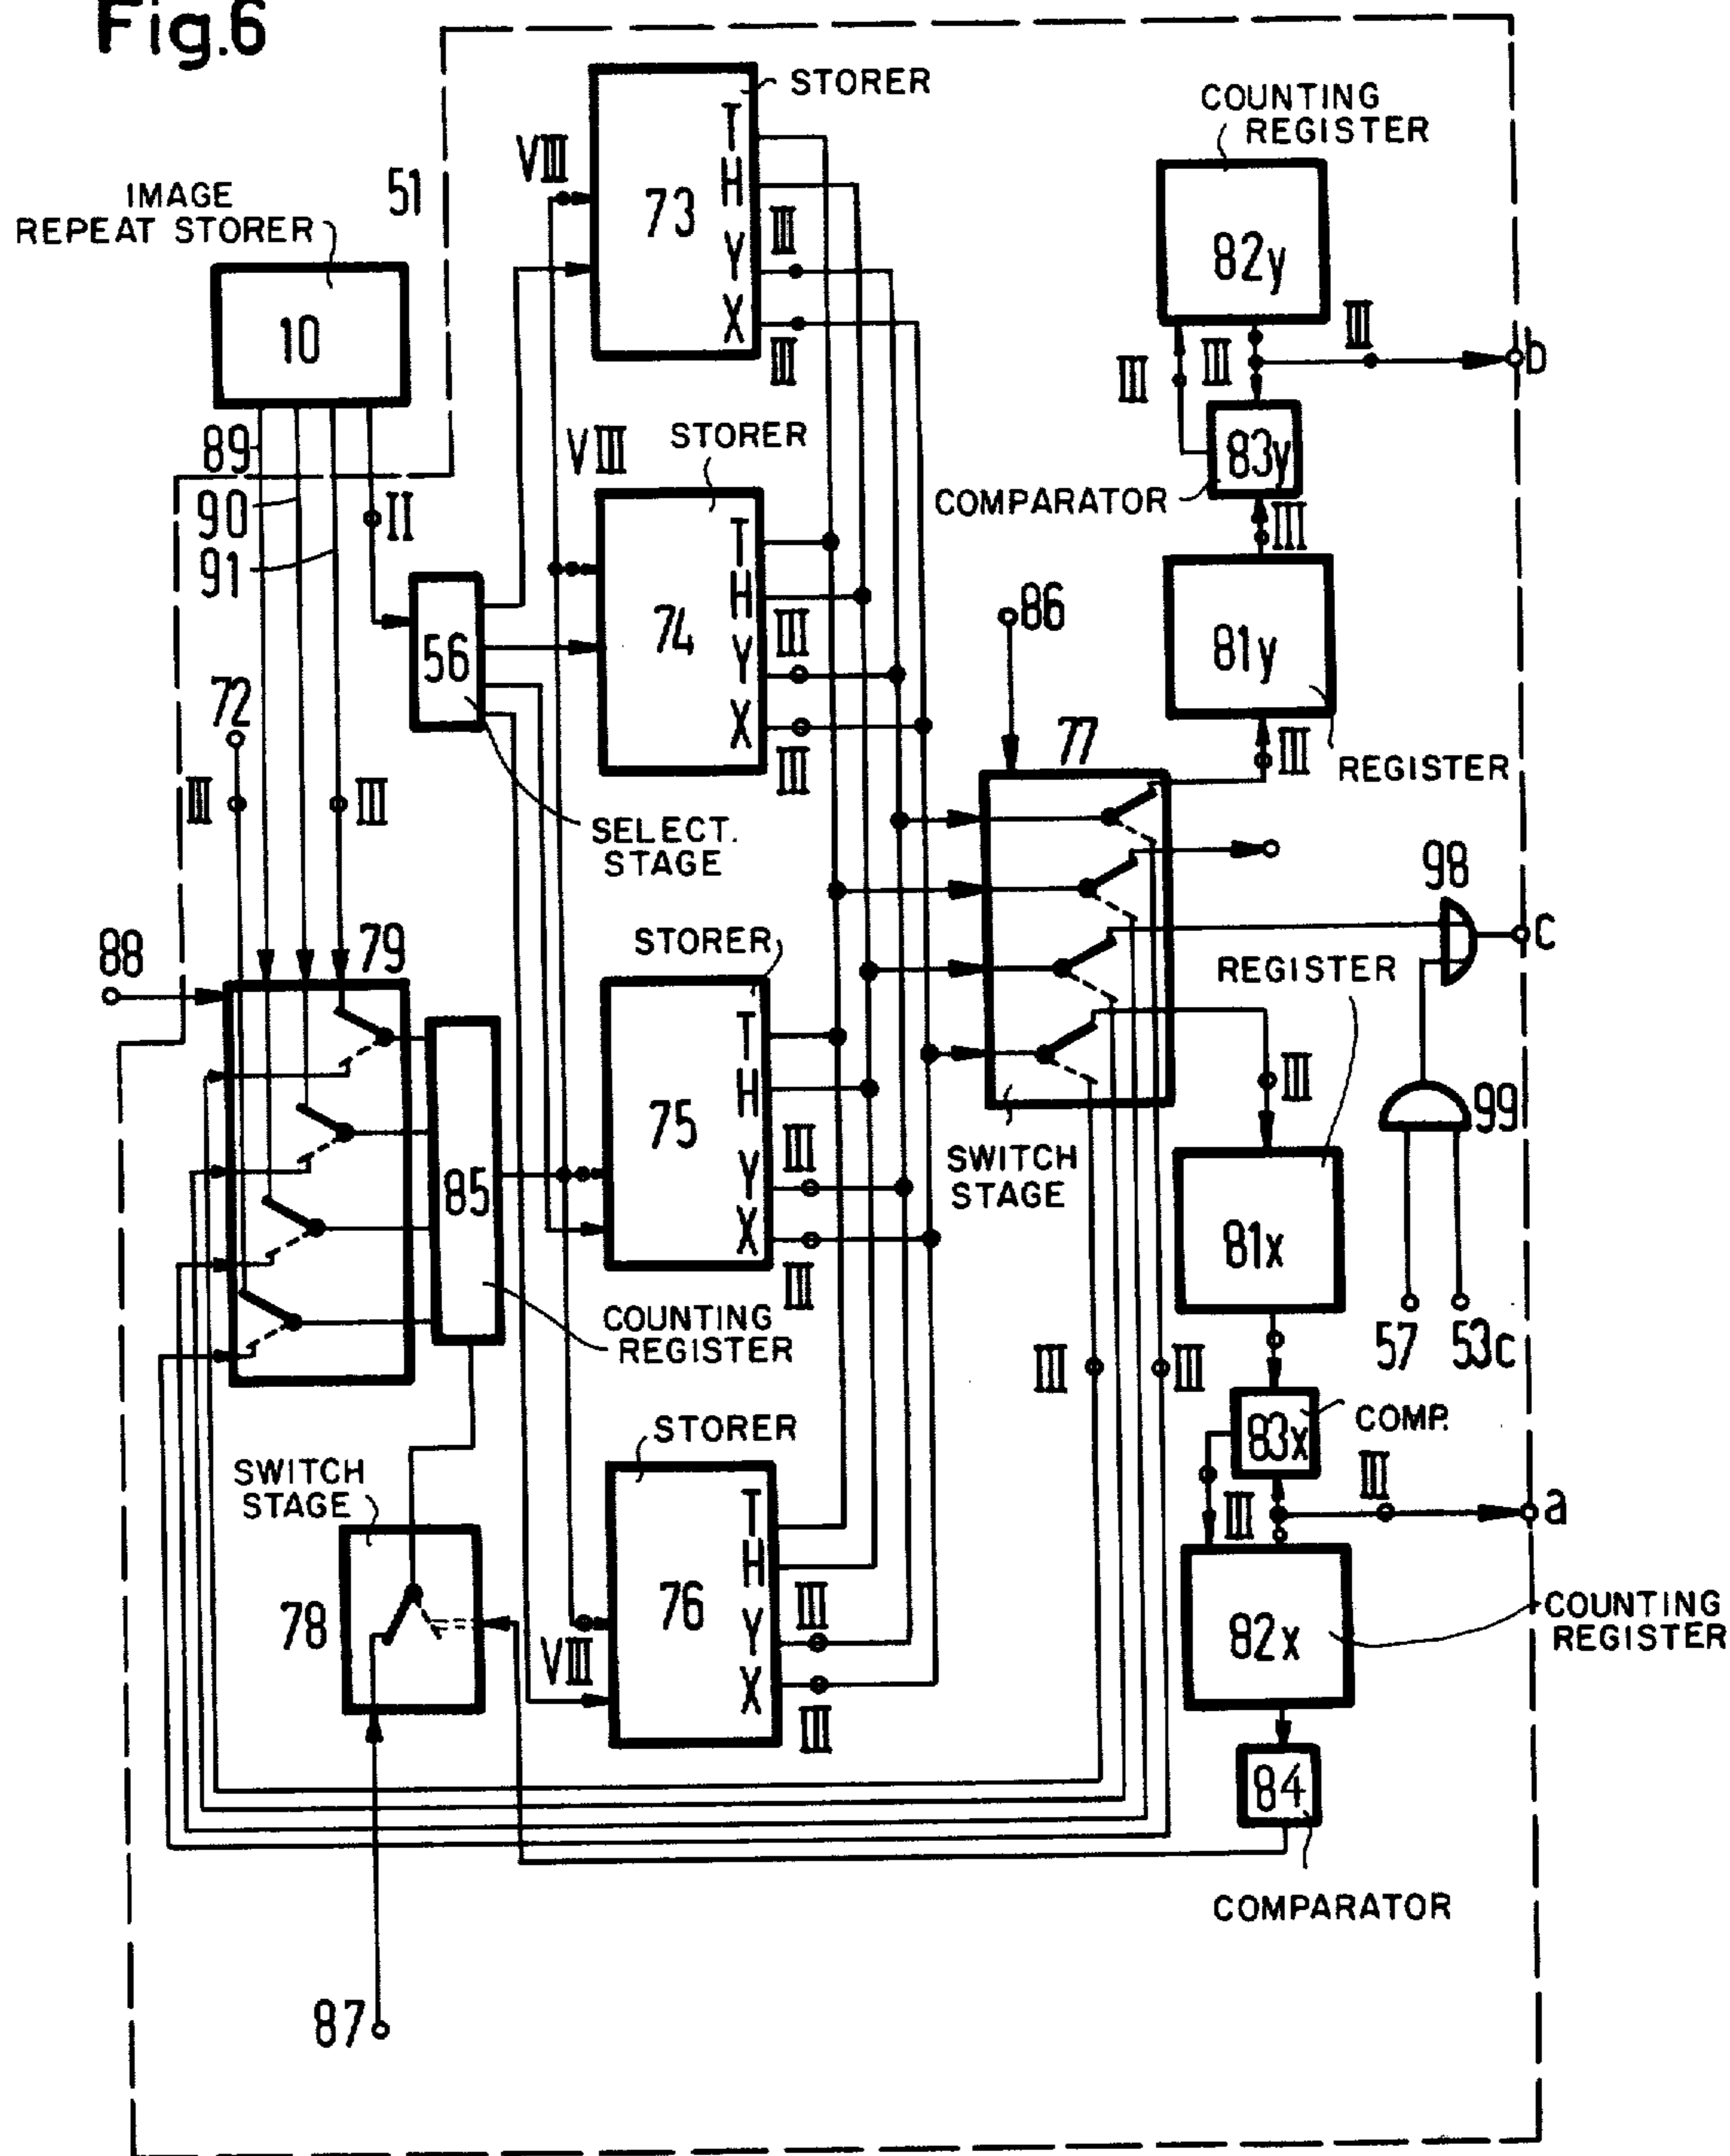 Fig.6
STORER
COUNTING
REGISTER
VIII
51
IMAGE
REPEAT STORER
T
H
Y
X
73
III
III
82y
10
III
III
III
b
89
STORER
VIII
83y
COMPARATOR
90
II
III
91
T
H
Y
X
86
56
74
III
III
81y
72
77
III
REGISTER
III
III
SELECT.
STAGE
98
88
79
STORER
C
REGISTER
T
H
Y
X
III
99
75
III
III
SWITCH
STAGE
85
81x
COUNTING
REGISTER
57
53c
III
III
STORER
COMP.
83x
SWITCH
STAGE
III
III
a
T
H
Y
X
78
76
III
III
VIII
82x
COUNTING
REGISTER
84
COMPARATOR
87